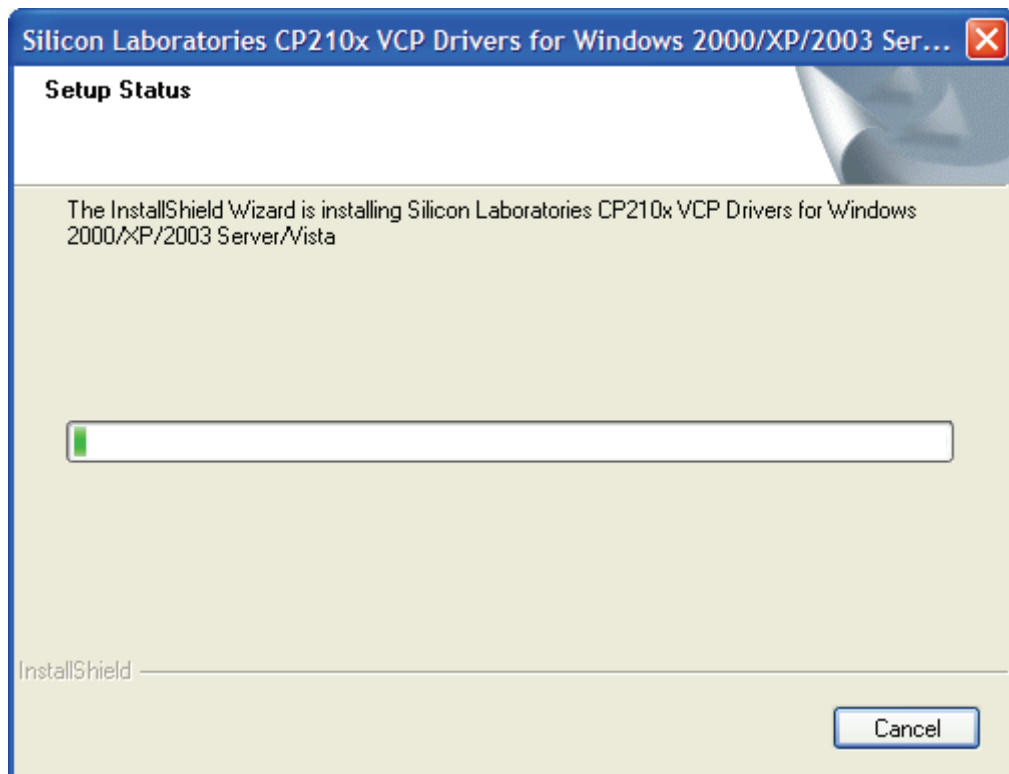 Silicon Laboratories CP210x VCP Drivers for Windows 2000/XP/2003 Ser...
Setup Status
The InstallShield Wizard is installing Silicon Laboratories CP210x VCP Drivers for Windows
2000/XP/2003 Server/Vista
InstallShield
Cancel